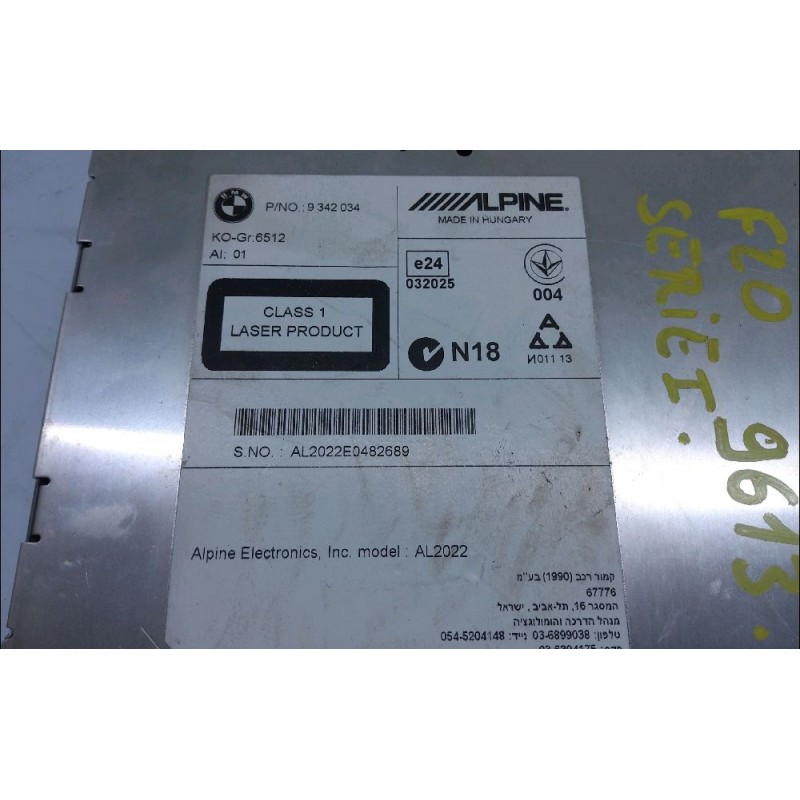 BMW
P/NO.: 9 342 034
KO-Gr:6512
AI: 01
CLASS 1
LASER PRODUCT
ALPINE.
MADE IN HUNGARY
e24
032025
004
N18
И011 13
S.NO. : AL2022E0482689
Alpine Electronics, Inc. model : AL2022
קמור רכב (1990) בע"מ
67776
המסגר 16, תל-אביב, ישראל
מנהל הדרכה והומולוגציה
טלפון: 03-6899038 נייד: 054-5204148
F20
SERIE I.
9613.